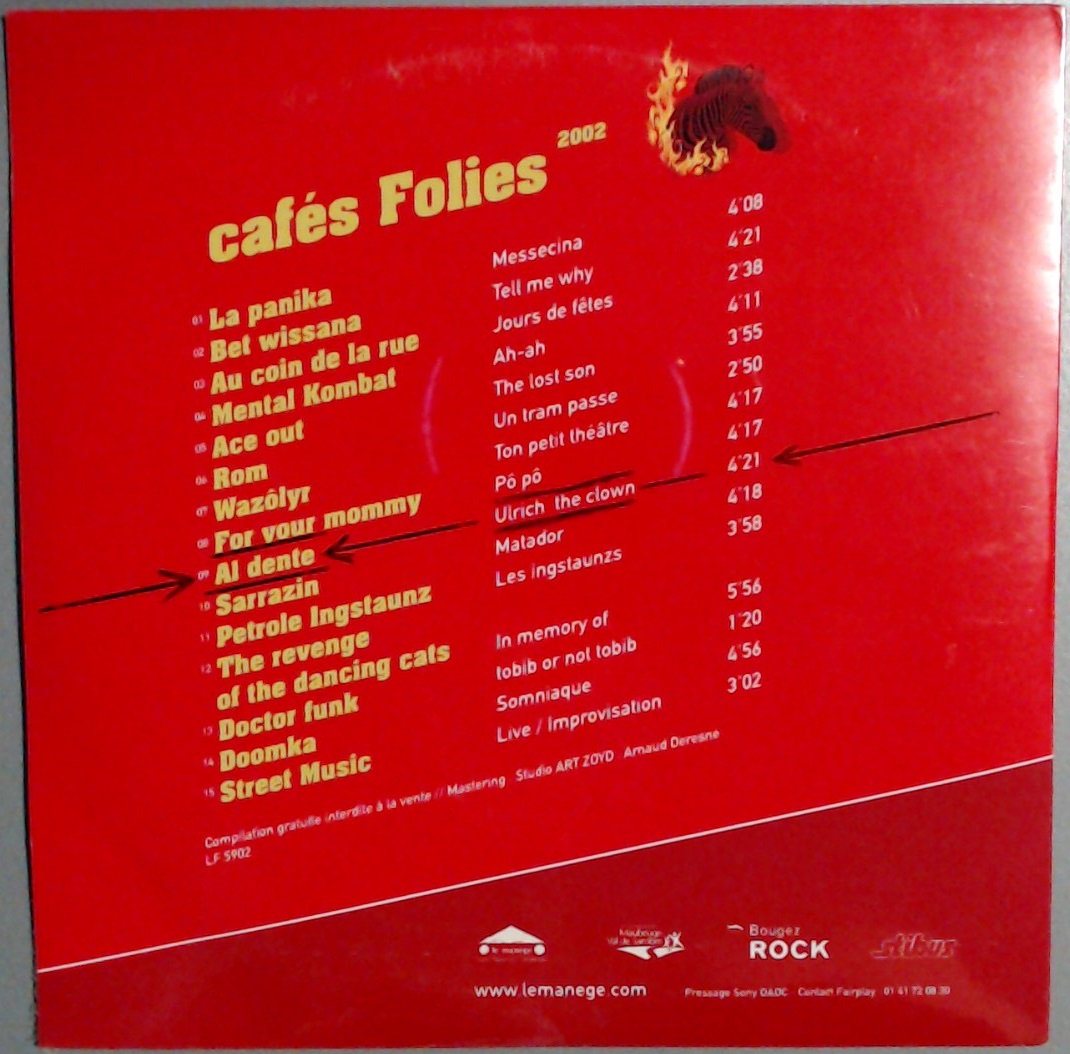 cafés Folies 2002
01 La panika Messecina 4'08
02 Bet wissana Tell me why 4'21
03 Au coin de la rue Jours de fêtes 2'38
04 Mental Kombat Ah-ah 4'11
05 Ace out The lost son 3'55
06 Rom Un tram passe 2'50
07 Wazôlyr Ton petit théâtre 4'17
08 For your mommy Pô pô 4'17
09 Al dente Ulrich the clown 4'21
10 Sarrazin Matador 4'18
11 Petrole Ingstaunz Les ingstaunzs 3'58
12 The revenge
of the dancing cats In memory of 5'56
13 Doctor funk tobib or not tobib 1'20
14 Doomka Somniaque 4'56
15 Street Music Live / Improvisation 3'02
Compilation gratuite interdite à la vente // Mastering Studio ART ZOYD Arnaud Deresne
LF 5902
le manège
Maubeuge
Val de Sambre
Bougez
ROCK
stibus
www.lemanege.com
Pressage Sony DADC Contact Fairplay 01 41 72 08 30